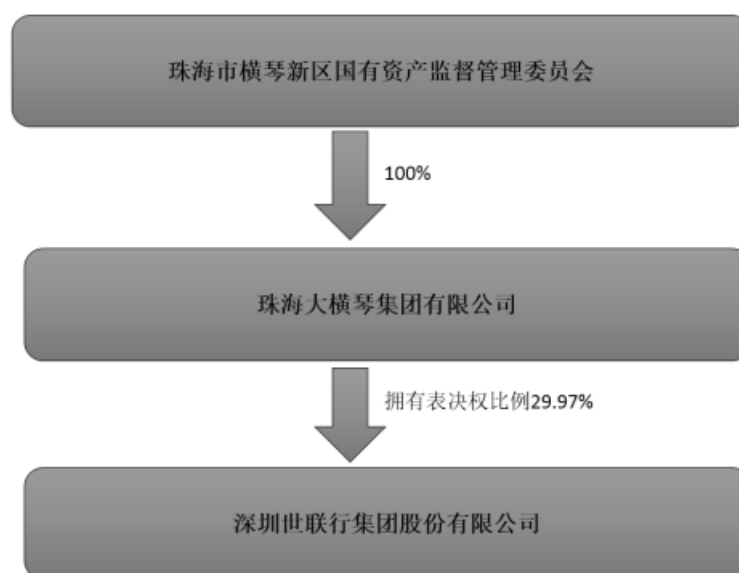 珠海市横琴新区国有资产监督管理委员会
100%
珠海大横琴集团有限公司
拥有表决权比例29.97%
深圳世联行集团股份有限公司